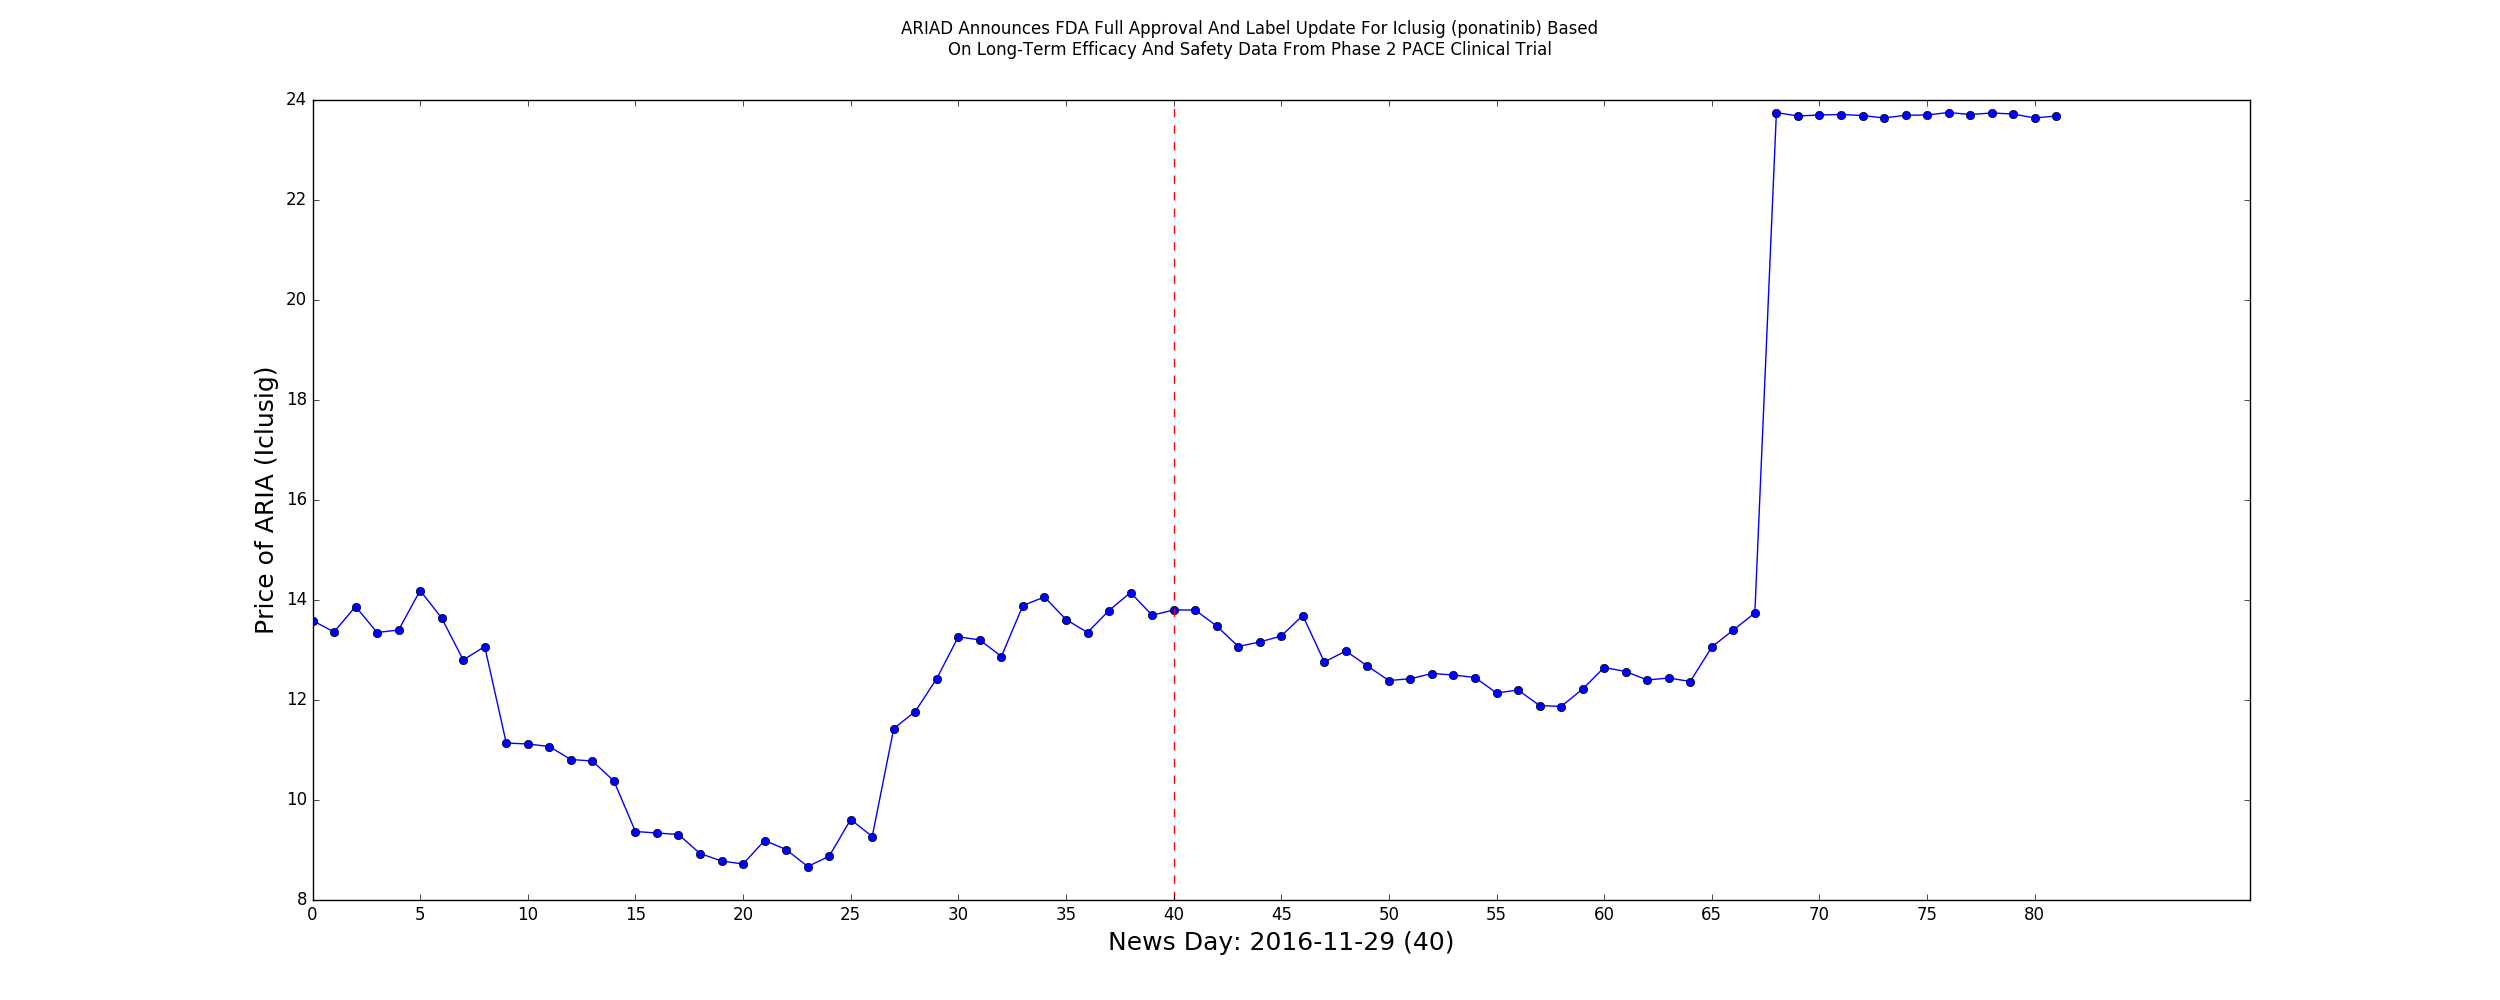 ARIAD Announces FDA Full Approval And Label Update For Iclusig (ponatinib) Based
On Long-Term Efficacy And Safety Data From Phase 2 PACE Clinical Trial
24
22
20
18
16
14
12
10
8
Price of ARIA (Iclusig)
0 5 10 15 20 25 30 35 40 45 50 55 60 65 70 75 80
News Day: 2016-11-29 (40)